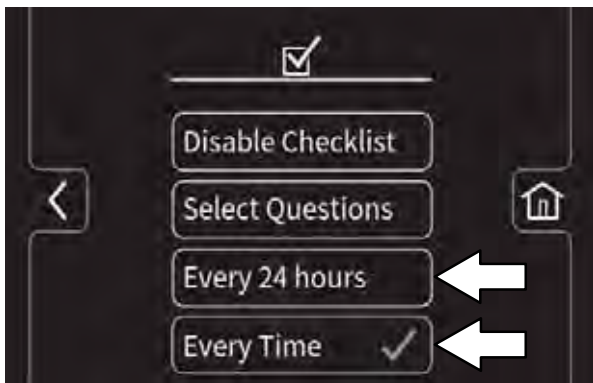 Disable Checklist
Select Questions
Every 24 hours
Every Time